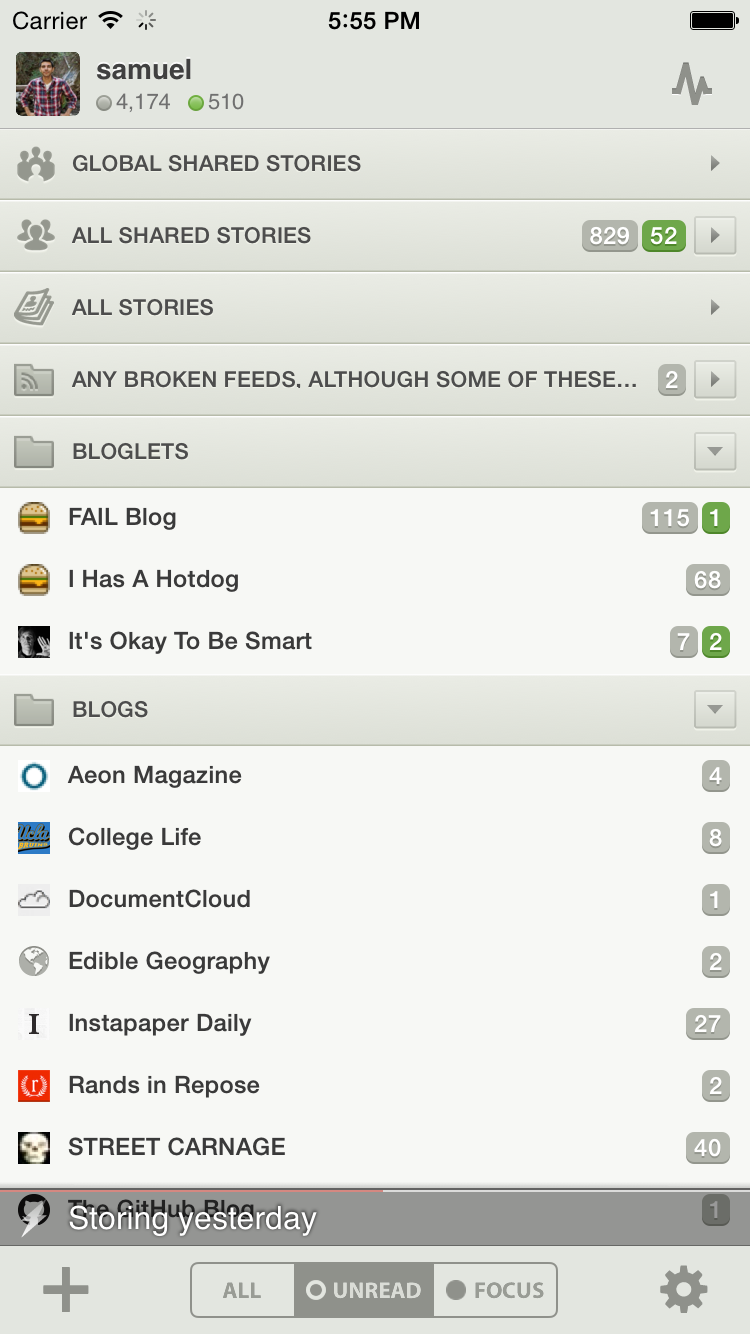 Carrier 5:55 PM
samuel
4,174 510
GLOBAL SHARED STORIES
ALL SHARED STORIES 829 52
ALL STORIES
ANY BROKEN FEEDS, ALTHOUGH SOME OF THESE... 2
BLOGLETS
FAIL Blog 115 1
I Has A Hotdog 68
It's Okay To Be Smart 7 2
BLOGS
Aeon Magazine 4
College Life 8
DocumentCloud 1
Edible Geography 2
I Instapaper Daily 27
r Rands in Repose 2
STREET CARNAGE 40
The GitHub Blog 1
Storing yesterday
ALL UNREAD FOCUS